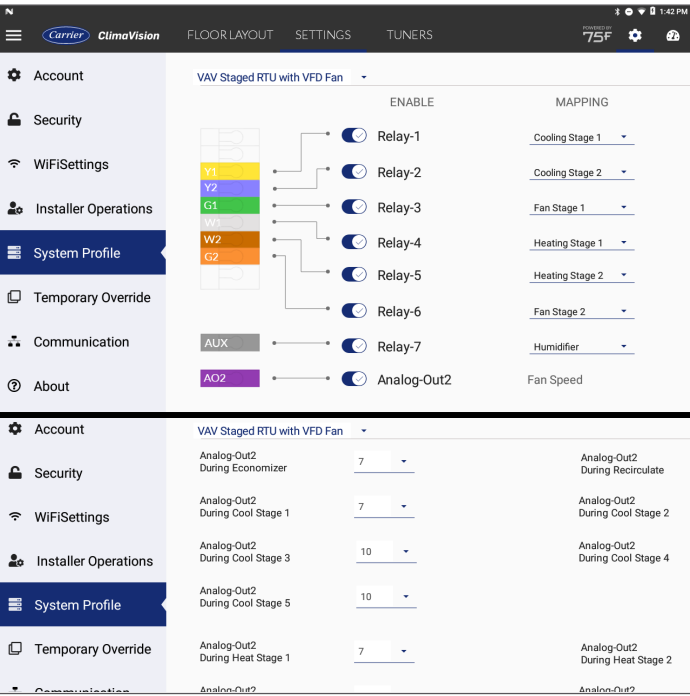 1:42 PM
Carrier ClimaVision FLOOR LAYOUT SETTINGS TUNERS POWERED BY 75F
Account
Security
WiFiSettings
Installer Operations
System Profile
Temporary Override
Communication
About
VAV Staged RTU with VFD Fan
ENABLE MAPPING
Relay-1 Cooling Stage 1
Y1
Relay-2 Cooling Stage 2
Y2
G1 Relay-3 Fan Stage 1
W1
Relay-4 Heating Stage 1
W2
Relay-5 Heating Stage 2
G2
Relay-6 Fan Stage 2
AUX Relay-7 Humidifier
AO2 Analog-Out2 Fan Speed
Account
Security
WiFiSettings
Installer Operations
System Profile
Temporary Override
Communication
VAV Staged RTU with VFD Fan
Analog-Out2
During Economizer
7
Analog-Out2
During Recirculate
Analog-Out2
During Cool Stage 1
7
Analog-Out2
During Cool Stage 2
Analog-Out2
During Cool Stage 3
10
Analog-Out2
During Cool Stage 4
Analog-Out2
During Cool Stage 5
10
Analog-Out2
During Heat Stage 1
7
Analog-Out2
During Heat Stage 2
Analog-Out2
Analog-Out2